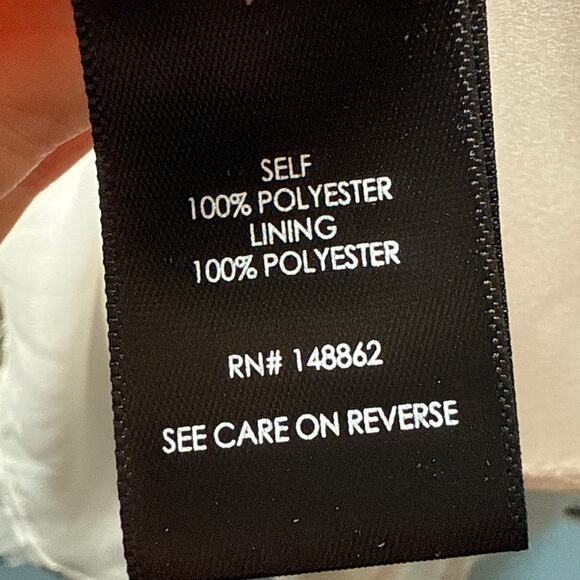 SELF
100% POLYESTER
LINING
100% POLYESTER
RN# 148862
SEE CARE ON REVERSE